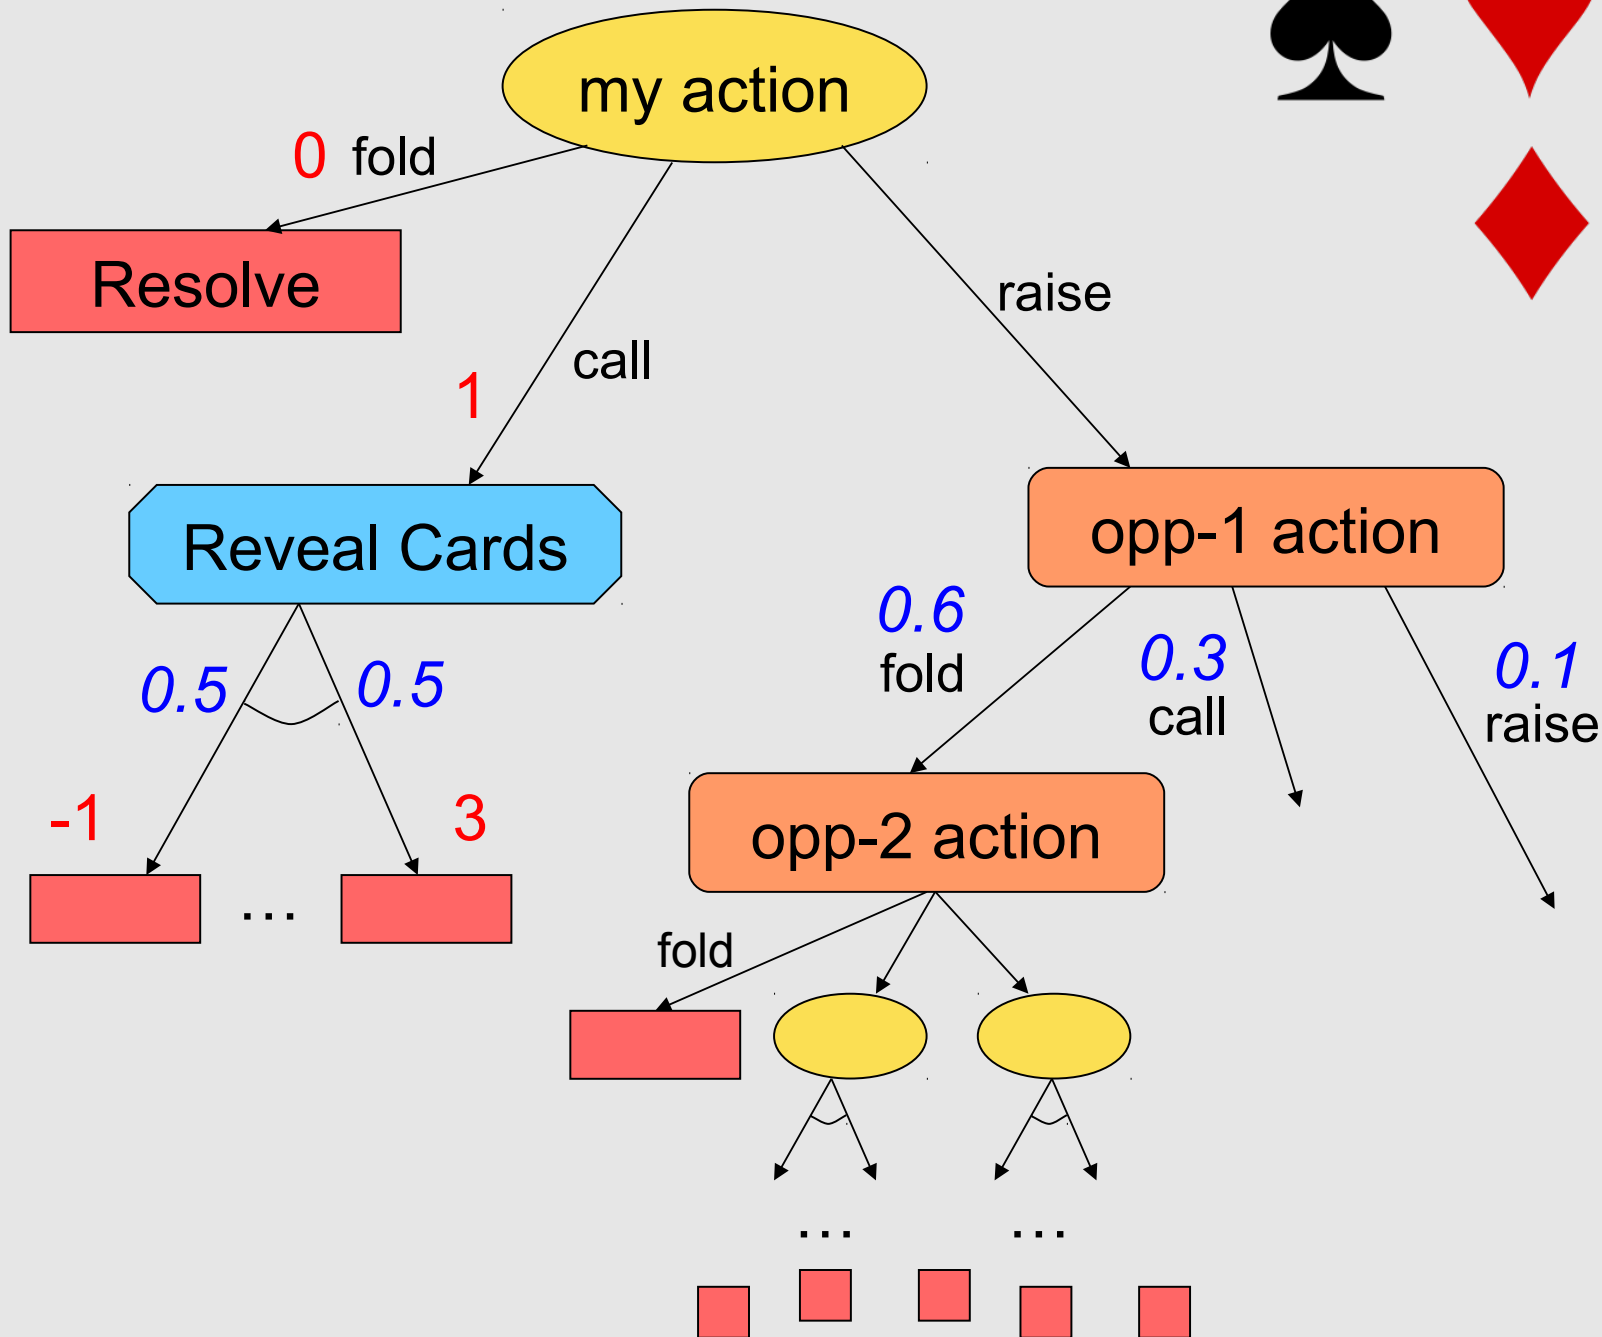 my action
0 fold
Resolve
raise
call
1
Reveal Cards
opp-1 action
0.6
fold
0.3
call
0.1
raise
0.5
0.5
-1
3
...
opp-2 action
fold
...
...